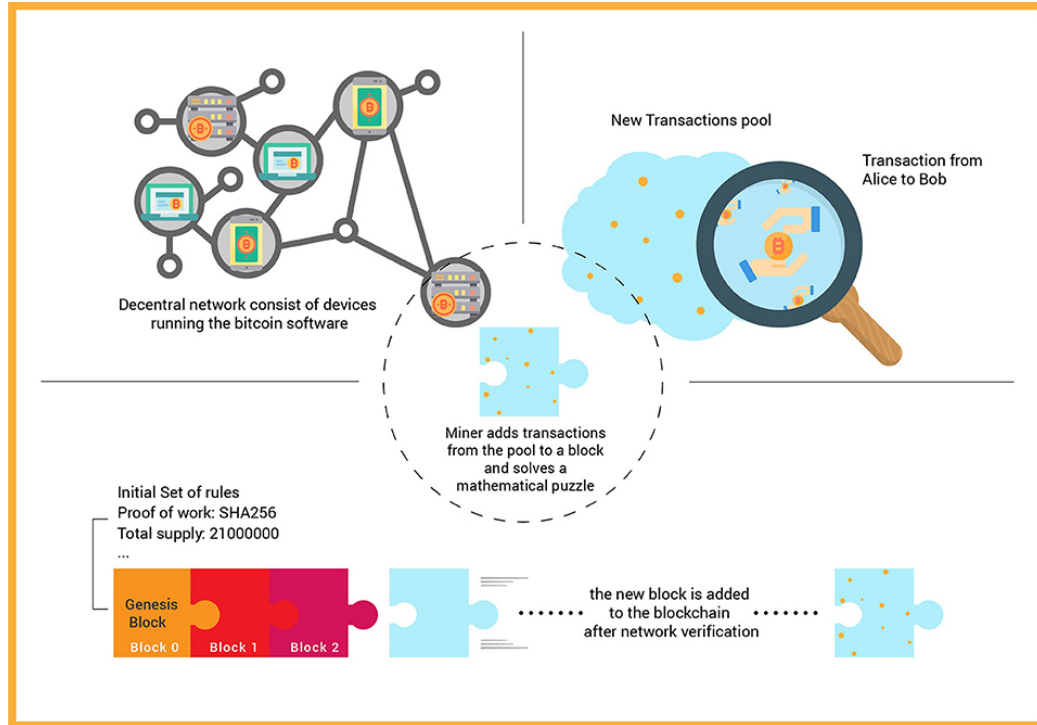 Decentral network consist of devices
running the bitcoin software
New Transactions pool
Transaction from
Alice to Bob
Miner adds transactions
from the pool to a block
and solves a
mathematical puzzle
Initial Set of rules
Proof of work: SHA256
Total supply: 21000000
...
Genesis
Block
Block 0
Block 1
Block 2
the new block is added
to the blockchain
after network verification